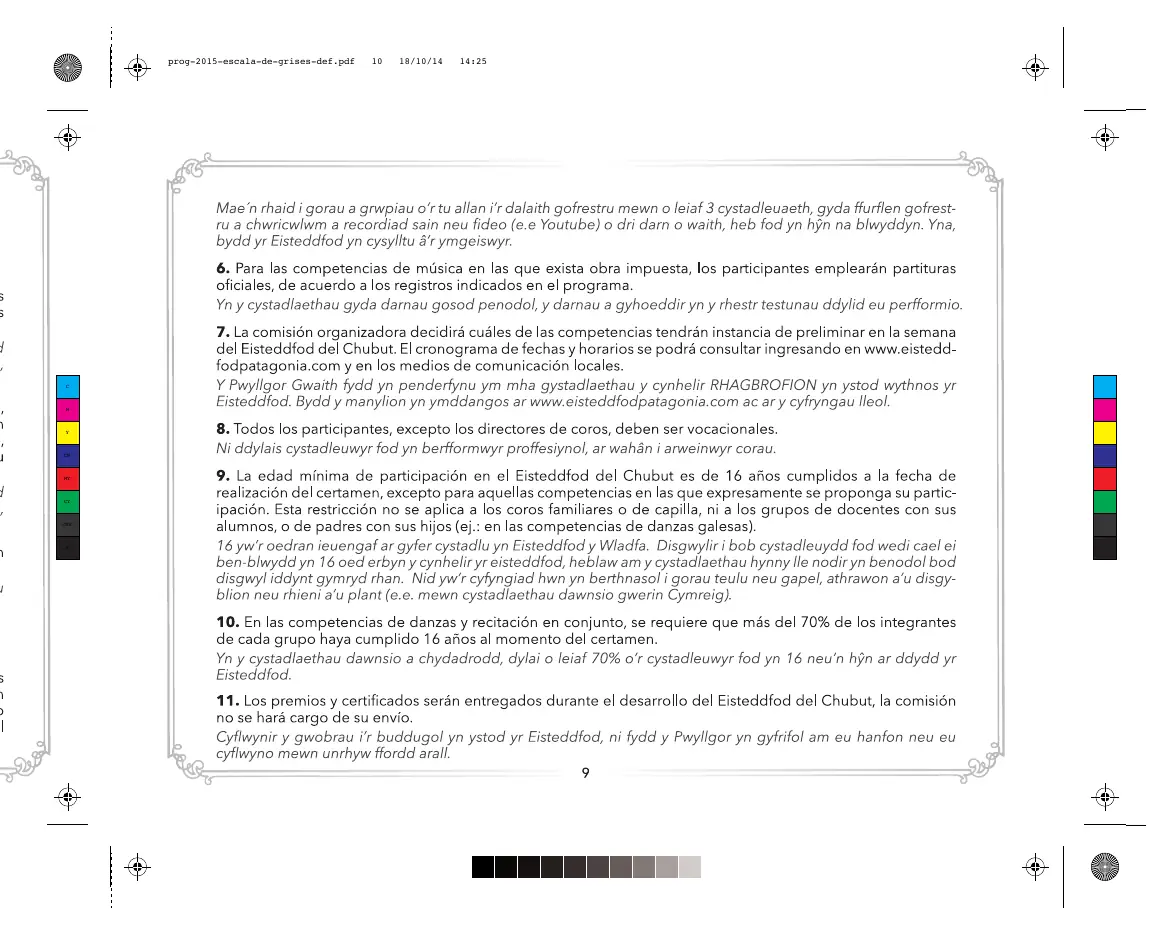 prog-2015-escala-de-grises-def.pdf 10 18/10/14 14:25
Mae´n rhaid i gorau a grwpiau o’r tu allan i’r dalaith gofrestru mewn o leiaf 3 cystadleuaeth, gyda ffurflen gofrest-
ru a chwricwlwm a recordiad sain neu fideo (e.e Youtube) o dri darn o waith, heb fod yn hŷn na blwyddyn. Yna,
bydd yr Eisteddfod yn cysylltu â’r ymgeiswyr.
6. Para las competencias de música en las que exista obra impuesta, los participantes emplearán partituras
oficiales, de acuerdo a los registros indicados en el programa.
Yn y cystadlaethau gyda darnau gosod penodol, y darnau a gyhoeddir yn y rhestr testunau ddylid eu perfformio.
7. La comisión organizadora decidirá cuáles de las competencias tendrán instancia de preliminar en la semana
del Eisteddfod del Chubut. El cronograma de fechas y horarios se podrá consultar ingresando en www.eistedd-
fodpatagonia.com y en los medios de comunicación locales.
Y Pwyllgor Gwaith fydd yn penderfynu ym mha gystadlaethau y cynhelir RHAGBROFION yn ystod wythnos yr
Eisteddfod. Bydd y manylion yn ymddangos ar www.eisteddfodpatagonia.com ac ar y cyfryngau lleol.
8. Todos los participantes, excepto los directores de coros, deben ser vocacionales.
Ni ddylais cystadleuwyr fod yn berfformwyr proffesiynol, ar wahân i arweinwyr corau.
9. La edad mínima de participación en el Eisteddfod del Chubut es de 16 años cumplidos a la fecha de
realización del certamen, excepto para aquellas competencias en las que expresamente se proponga su partic-
ipación. Esta restricción no se aplica a los coros familiares o de capilla, ni a los grupos de docentes con sus
alumnos, o de padres con sus hijos (ej.: en las competencias de danzas galesas).
16 yw’r oedran ieuengaf ar gyfer cystadlu yn Eisteddfod y Wladfa. Disgwylir i bob cystadleuydd fod wedi cael ei
ben-blwydd yn 16 oed erbyn y cynhelir yr eisteddfod, heblaw am y cystadlaethau hynny lle nodir yn benodol bod
disgwyl iddynt gymryd rhan. Nid yw’r cyfyngiad hwn yn berthnasol i gorau teulu neu gapel, athrawon a’u disgy-
blion neu rhieni a’u plant (e.e. mewn cystadlaethau dawnsio gwerin Cymreig).
10. En las competencias de danzas y recitación en conjunto, se requiere que más del 70% de los integrantes
de cada grupo haya cumplido 16 años al momento del certamen.
Yn y cystadlaethau dawnsio a chydadrodd, dylai o leiaf 70% o’r cystadleuwyr fod yn 16 neu’n hŷn ar ddydd yr
Eisteddfod.
11. Los premios y certificados serán entregados durante el desarrollo del Eisteddfod del Chubut, la comisión
no se hará cargo de su envío.
Cyflwynir y gwobrau i’r buddugol yn ystod yr Eisteddfod, ni fydd y Pwyllgor yn gyfrifol am eu hanfon neu eu
cyflwyno mewn unrhyw ffordd arall.
9